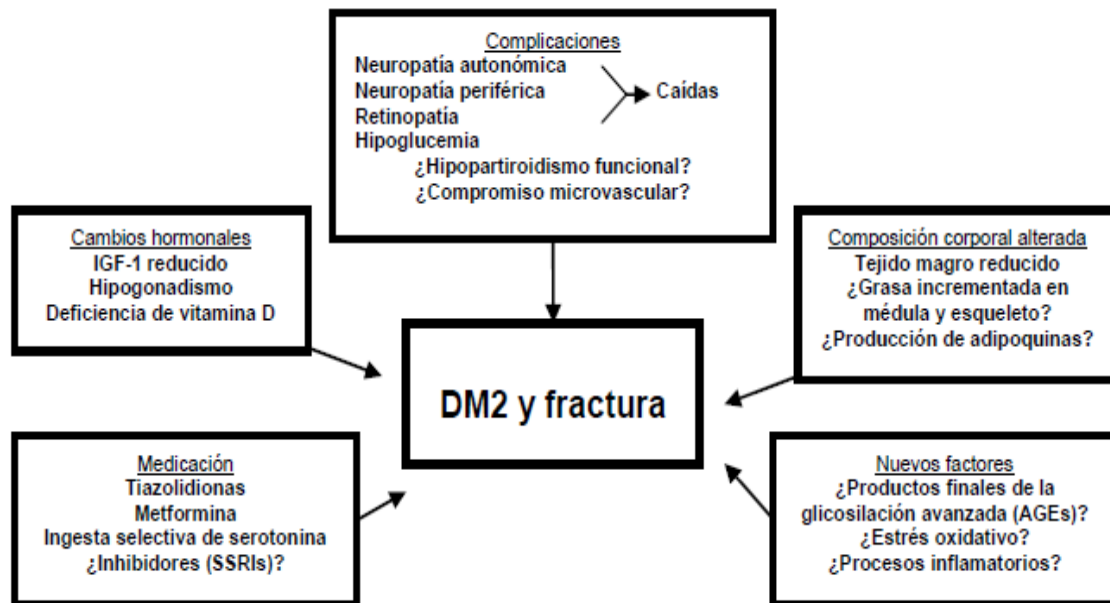 Complicaciones
Neuropatía autonómica
Neuropatía periférica
Caídas
Retinopatía
Hipoglucemia
¿Hipopartiroidismo funcional?
¿Compromiso microvascular?
Cambios hormonales
IGF-1 reducido
Hipogonadismo
Deficiencia de vitamina D
Composición corporal alterada
Tejido magro reducido
¿Grasa incrementada en
médula y esqueleto?
¿Producción de adipoquinas?
DM2 y fractura
Medicación
Tiazolidionas
Metformina
Ingesta selectiva de serotonina
¿Inhibidores (SSRIs)?
Nuevos factores
¿Productos finales de la
glicosilación avanzada (AGEs)?
¿Estrés oxidativo?
¿Procesos inflamatorios?